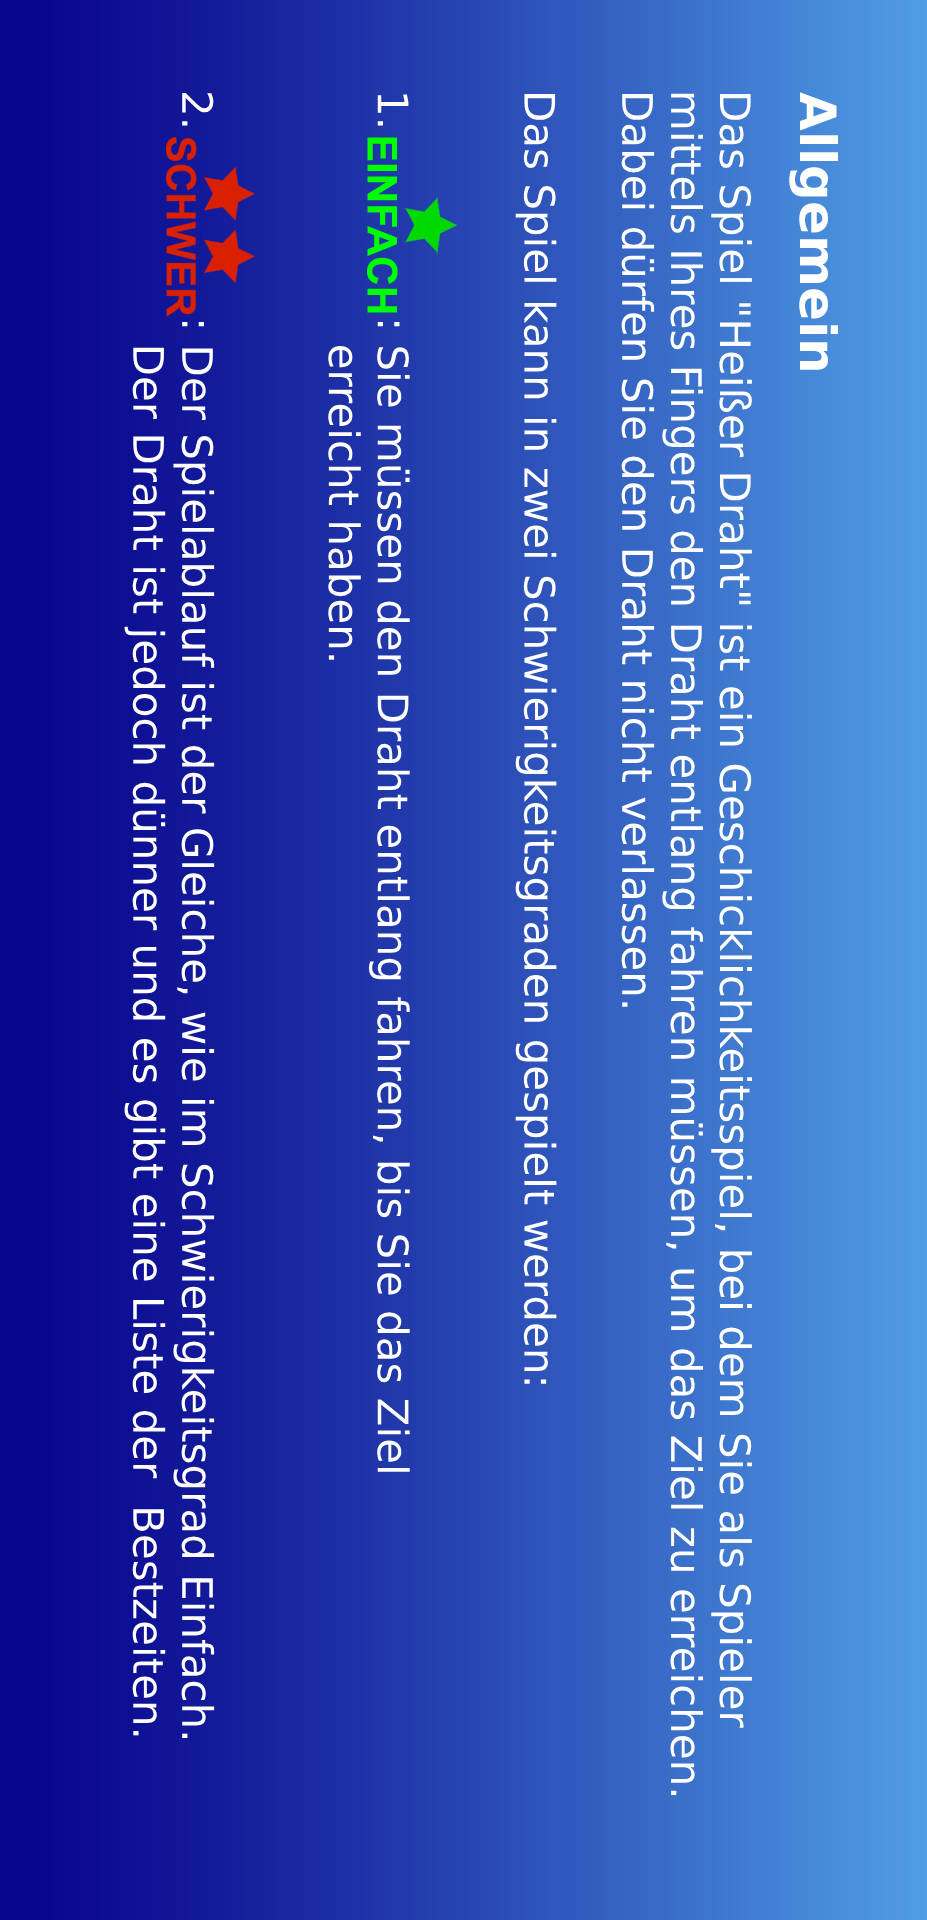 Allgemein
Das Spiel "Heißer Draht" ist ein Geschicklichkeitsspiel, bei dem Sie als Spieler
mittels Ihres Fingers den Draht entlang fahren müssen, um das Ziel zu erreichen.
Dabei dürfen Sie den Draht nicht verlassen.
Das Spiel kann in zwei Schwierigkeitsgraden gespielt werden:
1. EINFACH: Sie müssen den Draht entlang fahren, bis Sie das Ziel
erreicht haben.
2. SCHWER: Der Spielablauf ist der Gleiche, wie im Schwierigkeitsgrad Einfach.
Der Draht ist jedoch dünner und es gibt eine Liste der Bestzeiten.